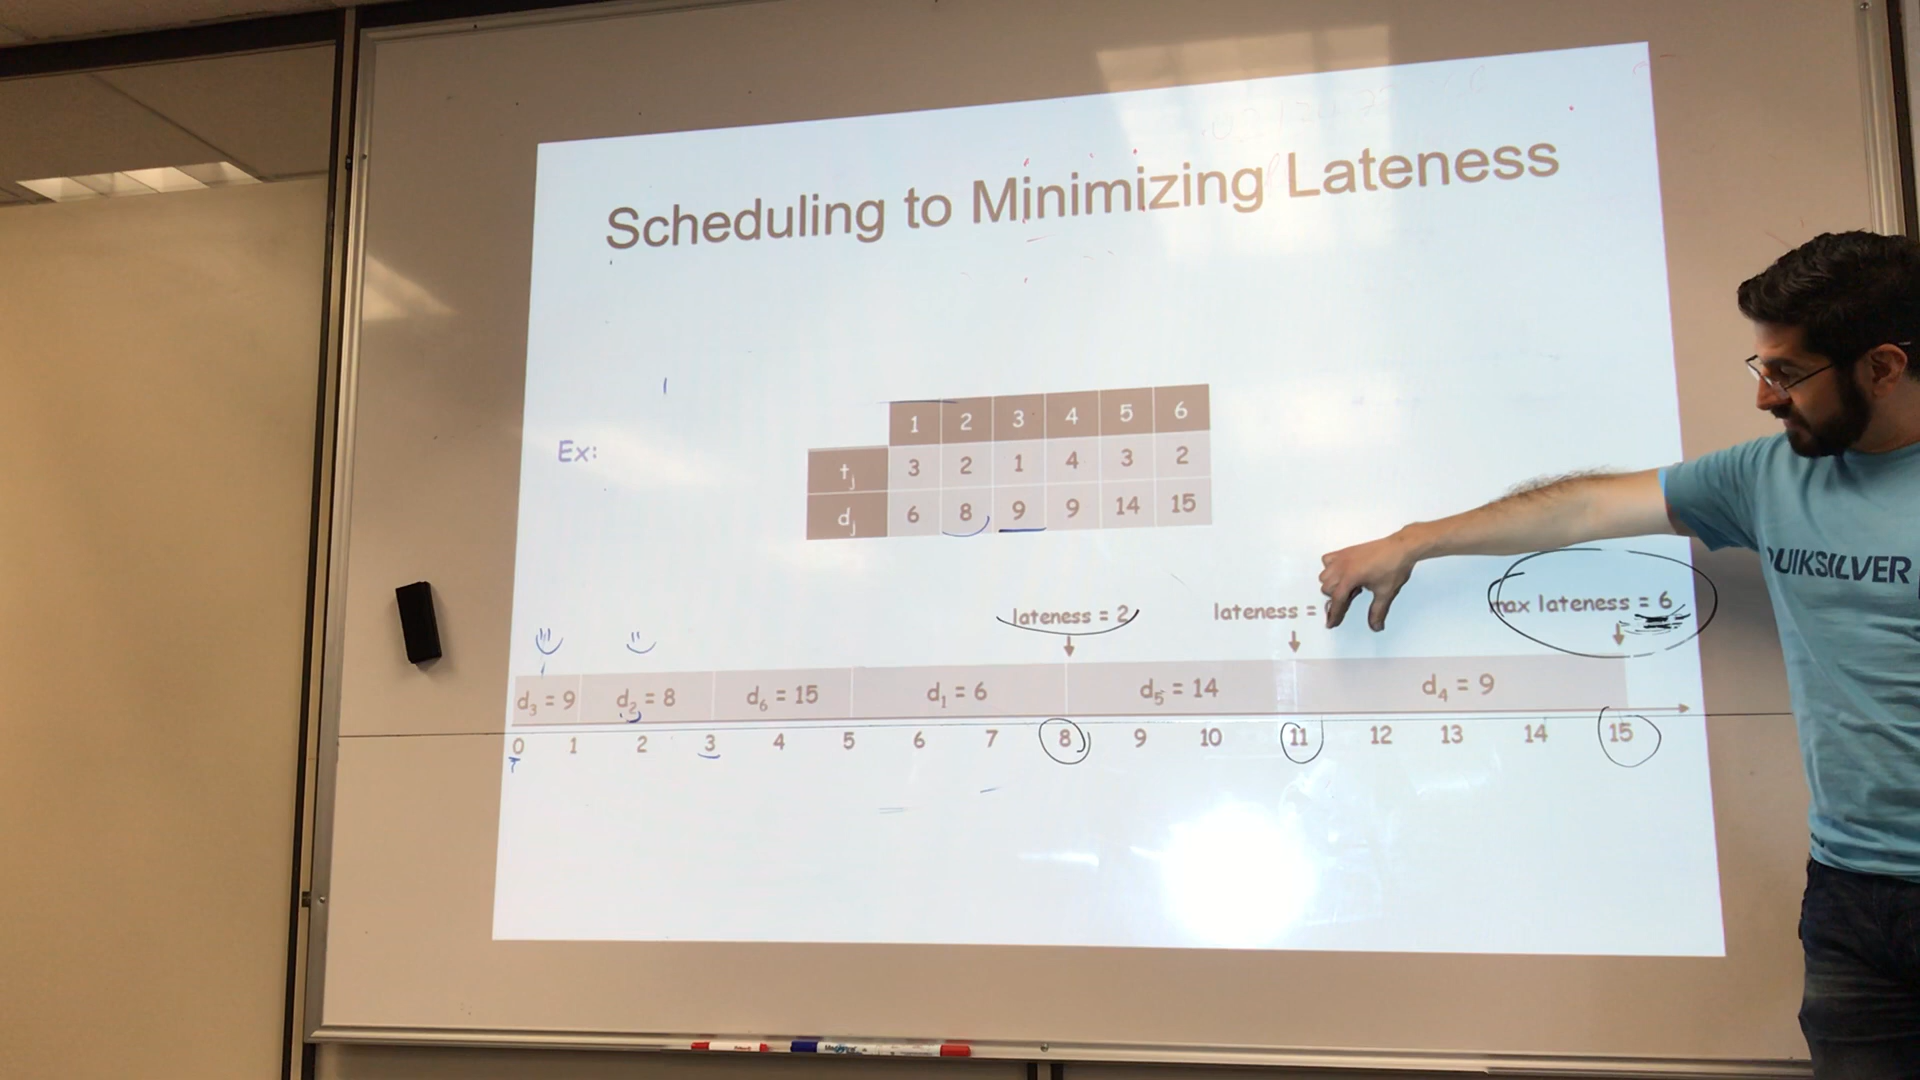 Scheduling to Minimizing Lateness
Ex:
1 2 3 4 5 6
tj 3 2 1 4 3 2
dj 6 8 9 9 14 15
lateness = 2 lateness = max lateness = 6
d3 = 9 d2 = 8 d6 = 15 d1 = 6 d5 = 14 d4 = 9
0 1 2 3 4 5 6 7 8 9 10 11 12 13 14 15
QUIKSILVER